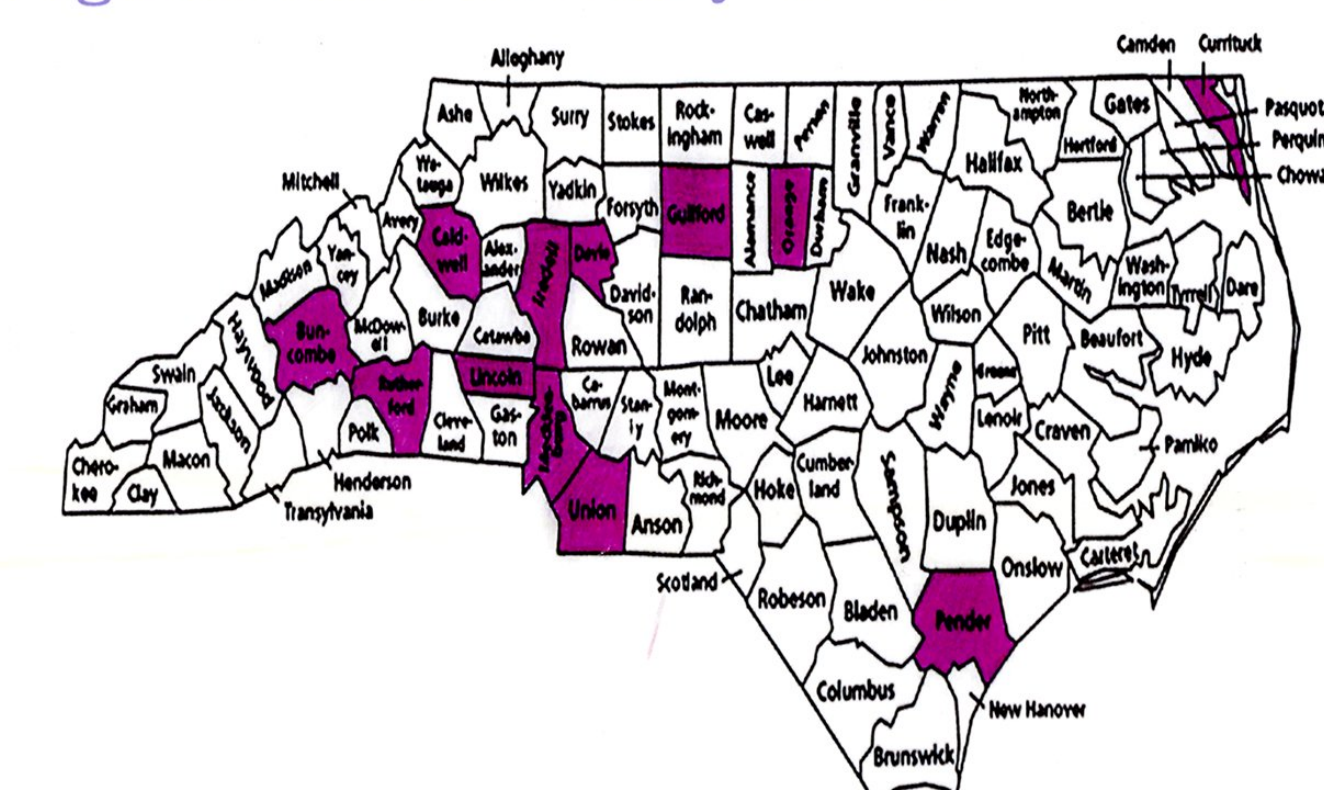 Camden Currituck
Alleghany
Ashe
Surry
Stokes
Rock-
ingham
Cas-
well
Person
Granville
Vance
Warren
North-
ampton
Gates
Pasquot
Perquim
Chowa
Hertford
Halifax
Wa-
tauga
Wilkes
Yadkin
Forsyth
Guilford
Alamance
Orange
Durham
Frank-
lin
Bertie
Mitchell
Avery
Cald-
well
Alex-
ander
Iredell
Davie
Nash
Edge-
combe
Martin
Wash-
ington
Tyrrell
Dare
Madison
Yan-
cey
David-
son
Ran-
dolph
Chatham
Wake
Wilson
Haywood
Bun-
combe
McDow-
ell
Burke
Catawba
Rowan
Johnston
Pitt
Beaufort
Hyde
Swain
Graham
Jackson
Ruther-
ford
Lincoln
Ca-
barrus
Stan-
ly
Mont-
gom-
ery
Moore
Lee
Harnett
Wayne
Greene
Lenoir
Craven
Pamlico
Chero-
kee
Clay
Macon
Polk
Cleve-
land
Gas-
ton
Mecklen-
burg
Henderson
Transylvania
Union
Anson
Rich-
mond
Hoke
Cumber-
land
Sampson
Duplin
Jones
Onslow
Carteret
Scotland
Robeson
Bladen
Pender
Columbus
New Hanover
Brunswick